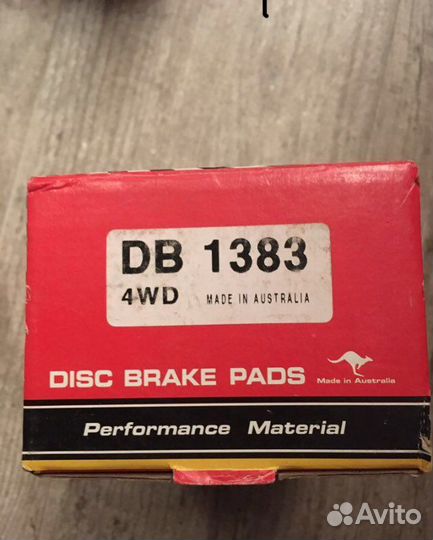 DB 1383
4WD MADE IN AUSTRALIA
DISC BRAKE PADS Made in Australia
Performance Material
Avito